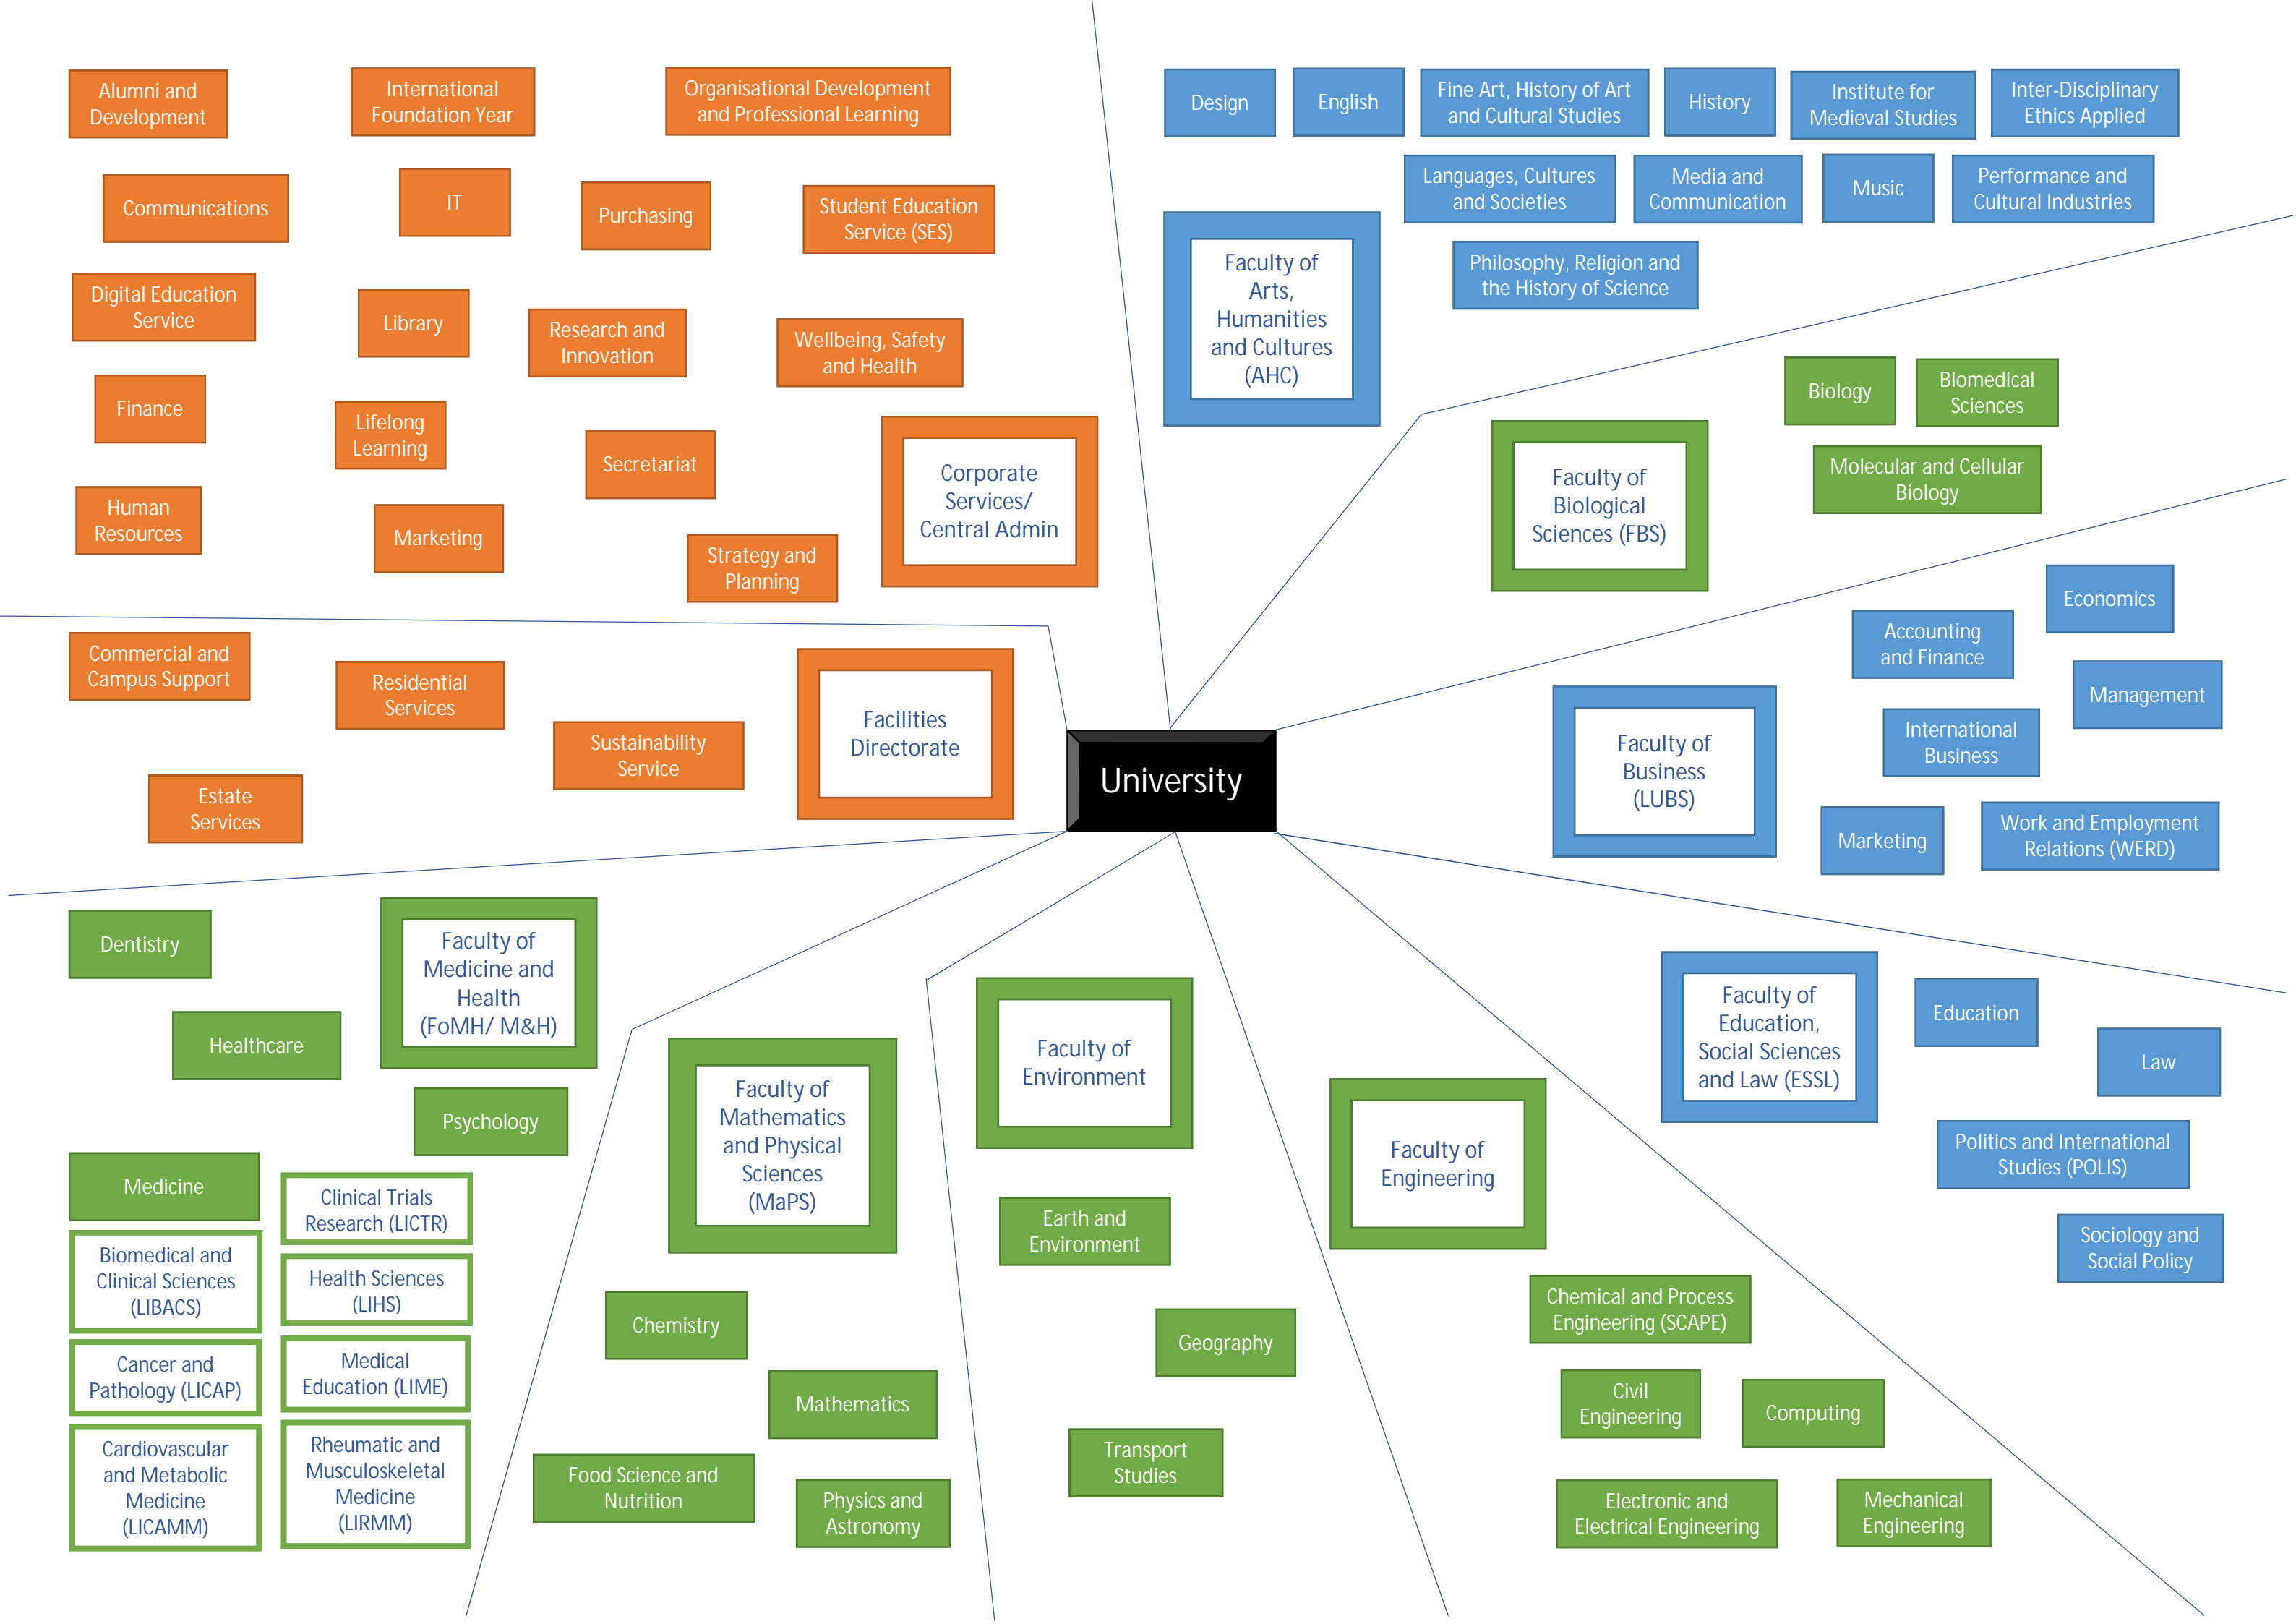 Alumni and
Development
International
Foundation Year
Organisational Development
and Professional Learning
Communications
IT
Purchasing
Student Education
Service (SES)
Digital Education
Service
Library
Research and
Innovation
Wellbeing, Safety
and Health
Finance
Lifelong
Learning
Secretariat
Corporate
Services/
Central Admin
Human
Resources
Marketing
Strategy and
Planning
Design
English
Fine Art, History of Art
and Cultural Studies
History
Institute for
Medieval Studies
Inter-Disciplinary
Ethics Applied
Languages, Cultures
and Societies
Media and
Communication
Music
Performance and
Cultural Industries
Philosophy, Religion and
the History of Science
Faculty of
Arts,
Humanities
and Cultures
(AHC)
Biology
Biomedical
Sciences
Molecular and Cellular
Biology
Faculty of
Biological
Sciences (FBS)
Economics
Accounting
and Finance
Management
International
Business
Faculty of
Business
(LUBS)
Marketing
Work and Employment
Relations (WERD)
Commercial and
Campus Support
Residential
Services
Sustainability
Service
Estate
Services
Facilities
Directorate
University
Dentistry
Faculty of
Medicine and
Health
(FoMH/ M&H)
Healthcare
Psychology
Medicine
Clinical Trials
Research (LICTR)
Biomedical and
Clinical Sciences
(LIBACS)
Health Sciences
(LIHS)
Cancer and
Pathology (LICAP)
Medical
Education (LIME)
Cardiovascular
and Metabolic
Medicine
(LICAMM)
Rheumatic and
Musculoskeletal
Medicine
(LIRMM)
Faculty of
Mathematics
and Physical
Sciences
(MaPS)
Chemistry
Mathematics
Food Science and
Nutrition
Physics and
Astronomy
Faculty of
Environment
Earth and
Environment
Geography
Transport
Studies
Faculty of
Engineering
Chemical and Process
Engineering (SCAPE)
Civil
Engineering
Computing
Electronic and
Electrical Engineering
Mechanical
Engineering
Faculty of
Education,
Social Sciences
and Law (ESSL)
Education
Law
Politics and International
Studies (POLIS)
Sociology and
Social Policy